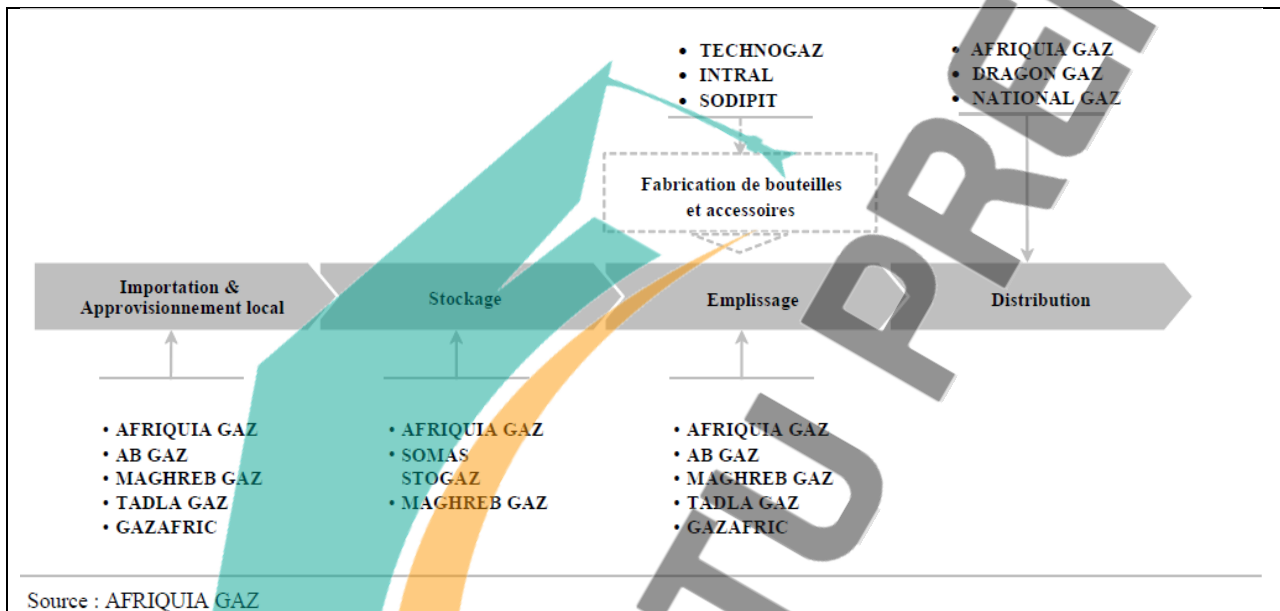 • TECHNOGAZ
• INTRAL
• SODIPIT
• AFRIQUIA GAZ
• DRAGON GAZ
• NATIONAL GAZ
Fabrication de bouteilles
et accessoires
Importation &
Approvisionnement local
Stockage
Emplissage
Distribution
• AFRIQUIA GAZ
• AB GAZ
• MAGHREB GAZ
• TADLA GAZ
• GAZAFRIC
• AFRIQUIA GAZ
• SOMAS
STOGAZ
• MAGHREB GAZ
• AFRIQUIA GAZ
• AB GAZ
• MAGHREB GAZ
• TADLA GAZ
• GAZAFRIC
TU PRE
Source : AFRIQUIA GAZ